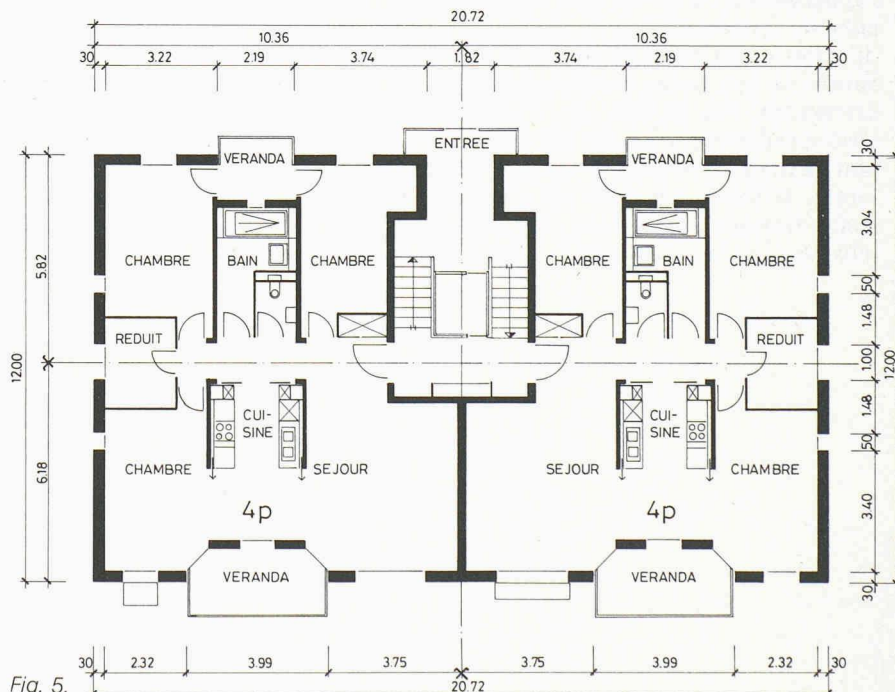 20.72
10.36 10.36
30 3.22 2.19 3.74 1.82 3.74 2.19 3.22 30
VERANDA ENTREE VERANDA
30
3.04
CHAMBRE BAIN CHAMBRE CHAMBRE BAIN CHAMBRE
5.82
50
1.48
REDUIT REDUIT
12.00 1.00 12.00
1.48
CUI-
SINE
CUI-
SINE
50
CHAMBRE SEJOUR SEJOUR CHAMBRE
6.18
3.40
4p 4p
VERANDA VERANDA
30
30 2.32 3.99 3.75 3.75 3.99 2.32 30
Fig. 5.
20.72